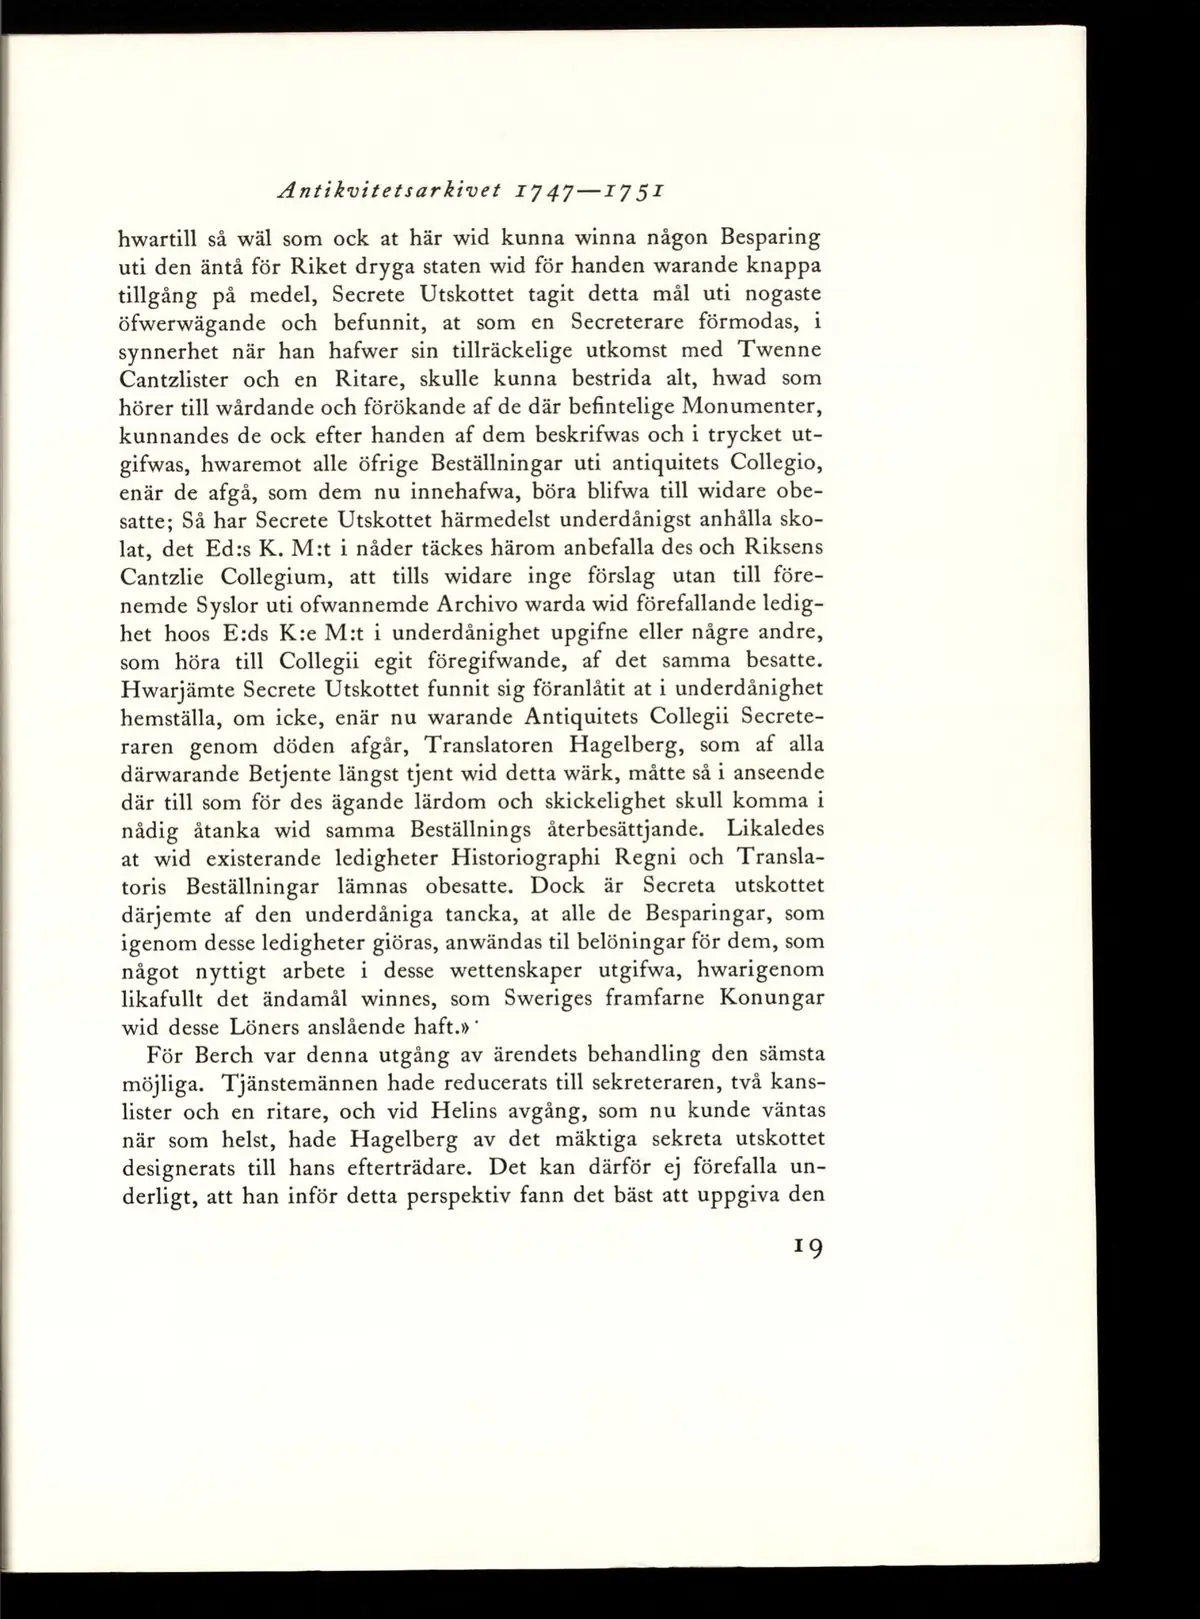 Antikvitetsarkivet 1747—1751
hwartill så wäl som ock at här wid kunna winna någon Besparing
uti den äntå för Riket dryga staten wid för handen warande knappa
tillgång på medel, Secrete Utskottet tagit detta mål uti nogaste
öfwerwägande och befunnit, at som en Secreterare förmodas, i
synnerhet när han hafwer sin tillräckelige utkomst med Twenne
Cantzlister och en Ritare, skulle kunna bestrida alt, hwad som
hörer till wårdande och förökande af de där befintelige Monumenter,
kunnandes de ock efter handen af dem beskrifwas och i trycket ut-
gifwas, hwaremot alle öfrige Beställningar uti antiquitets Collegio,
enär de afgå, som dem nu innehafwa, böra blifwa till widare obe-
satte; Så har Secrete Utskottet härmedelst underdånigst anhålla sko-
lat, det Ed:s K. M:t i nåder täckes härom anbefalla des och Riksens
Cantzlie Collegium, att tills widare inge förslag utan till före-
nemde Syslor uti ofwannemde Archivo warda wid förefallande ledig-
het hoos E:ds K:e M:t i underdånighet upgifne eller någre andre,
som höra till Collegii egit föregifwande, af det samma besatte.
Hwarjämte Secrete Utskottet funnit sig föranlåtit at i underdånighet
hemställa, om icke, enär nu warande Antiquitets Collegii Secrete-
raren genom döden afgår, Translatoren Hagelberg, som af alla
därwarande Betjente längst tjent wid detta wärk, måtte så i anseende
där till som för des ägande lärdom och skickelighet skull komma i
nådig åtanka wid samma Beställnings återbesättjande. Likaledes
at wid existerande ledigheter Historiographi Regni och Transla-
toris Beställningar lämnas obesatte. Dock är Secreta utskottet
därjemte af den underdåniga tancka, at alle de Besparingar, som
igenom desse ledigheter giöras, anwändas til belöningar för dem, som
något nyttigt arbete i desse wettenskaper utgifwa, hwarigenom
likafullt det ändamål winnes, som Sweriges framfarne Konungar
wid desse Löners anslående haft.»
För Berch var denna utgång av ärendets behandling den sämsta
möjliga. Tjänstemännen hade reducerats till sekreteraren, två kans-
lister och en ritare, och vid Helins avgång, som nu kunde väntas
när som helst, hade Hagelberg av det mäktiga sekreta utskottet
designerats till hans efterträdare. Det kan därför ej förefalla un-
derligt, att han inför detta perspektiv fann det bäst att uppgiva den
19